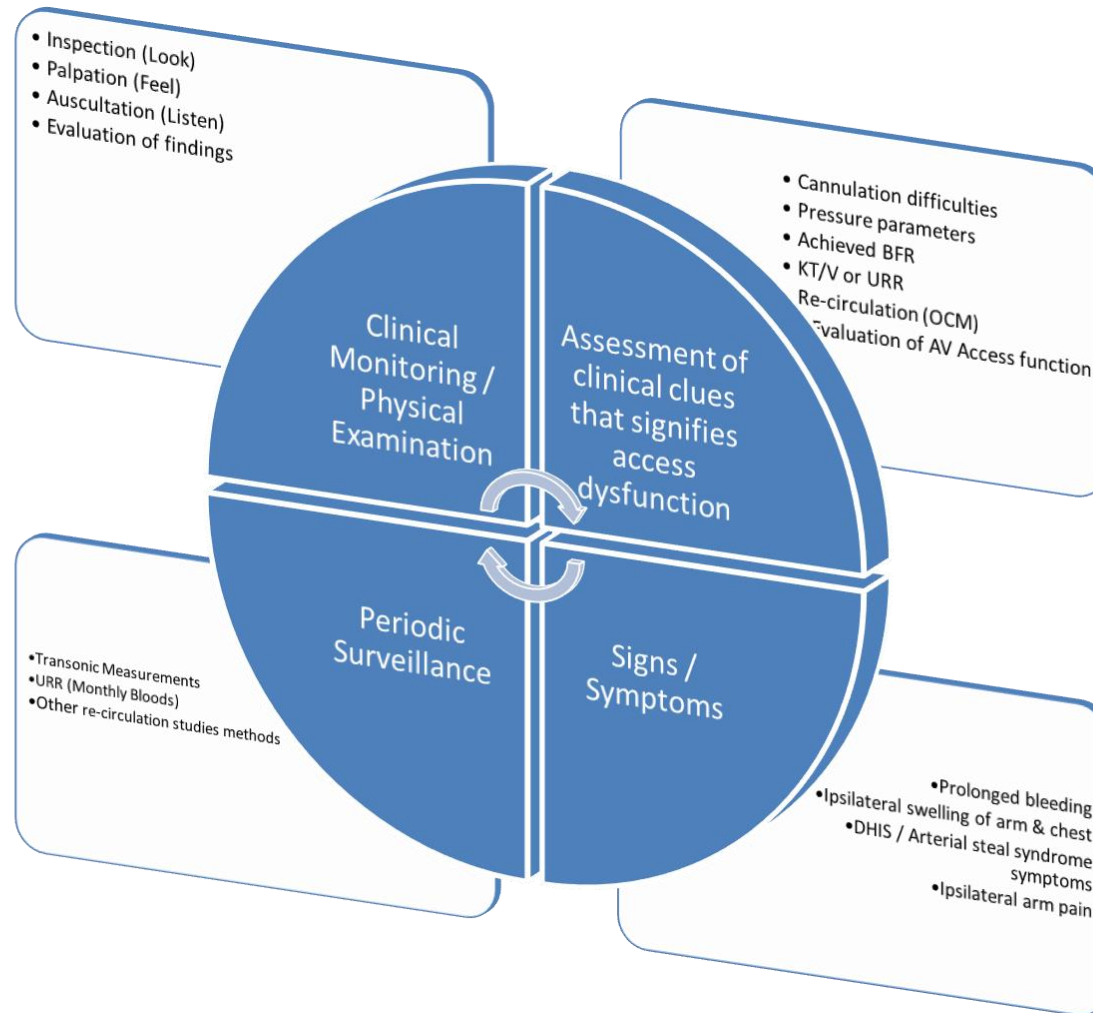 • Inspection (Look)
• Palpation (Feel)
• Auscultation (Listen)
• Evaluation of findings
• Cannulation difficulties
• Pressure parameters
• Achieved BFR
• KT/V or URR
Re-circulation (OCM)
Evaluation of AV Access function
Clinical
Monitoring /
Physical
Examination
Assessment of
clinical clues
that signifies
access
dysfunction
Periodic
Surveillance
Signs /
Symptoms
•Transonic Measurements
•URR (Monthly Bloods)
•Other re-circulation studies methods
•Prolonged bleeding
•Ipsilateral swelling of arm & chest
•DHIS / Arterial steal syndrome
symptoms
•Ipsilateral arm pain